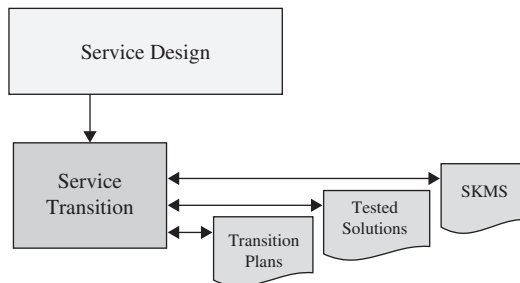 Service Design
Service
Transition
SKMS
Tested
Solutions
Transition
Plans